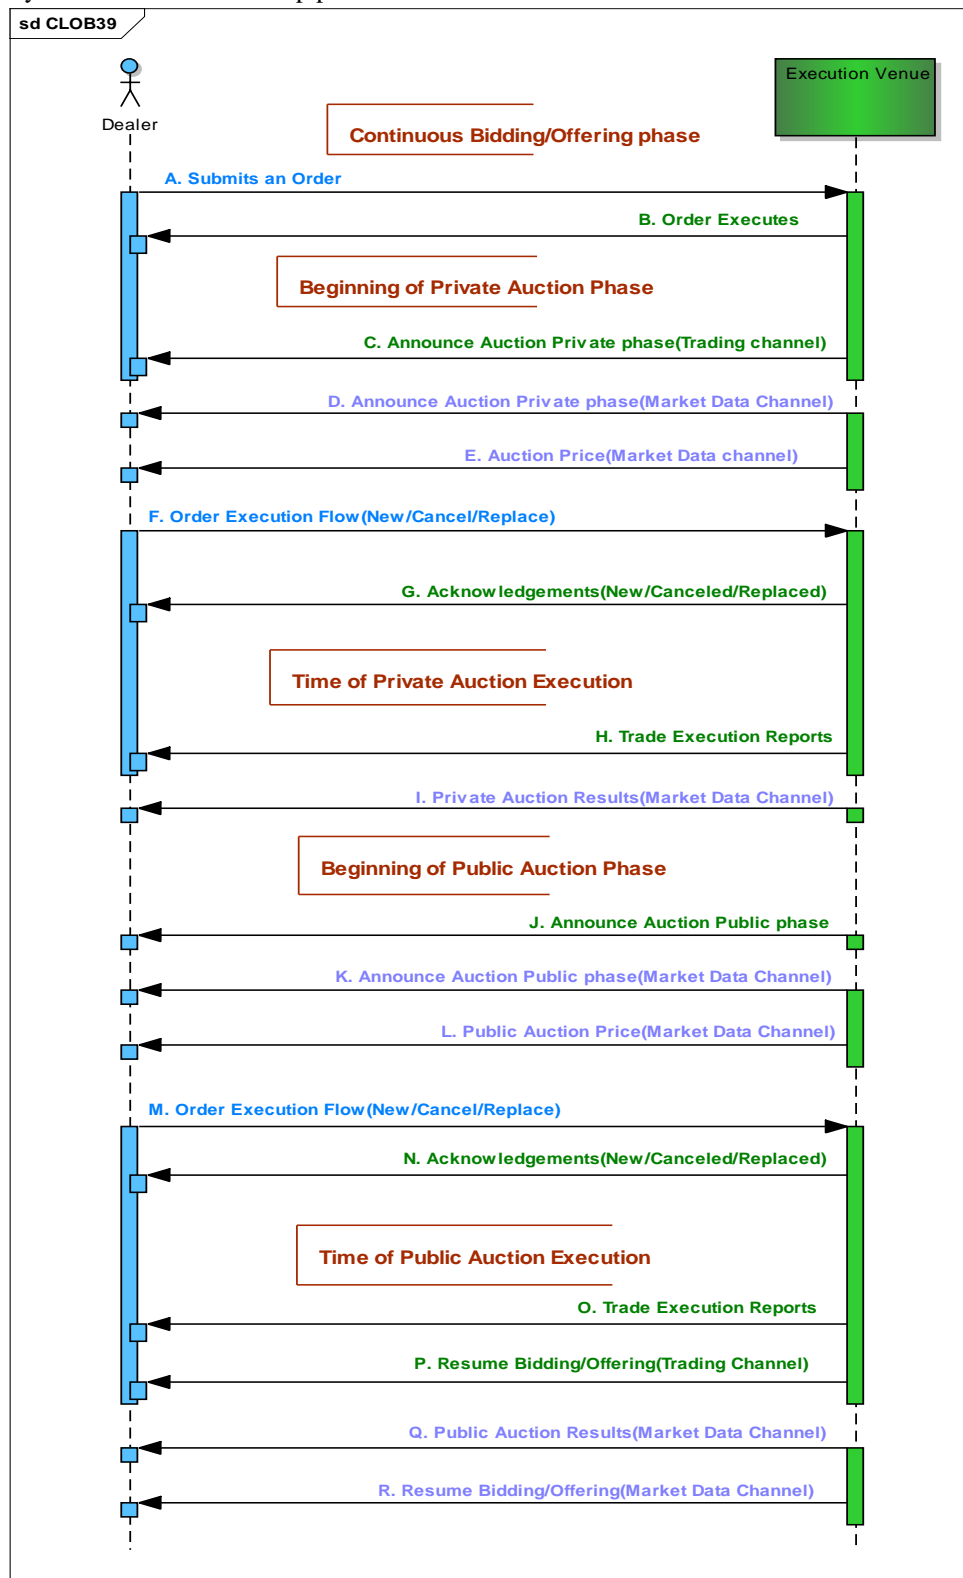 sd CLOB39
Execution Venue
Dealer
Continuous Bidding/Offering phase
A. Submits an Order
B. Order Executes
Beginning of Private Auction Phase
C. Announce Auction Private phase(Trading channel)
D. Announce Auction Private phase(Market Data Channel)
E. Auction Price(Market Data channel)
F. Order Execution Flow(New/Cancel/Replace)
G. Acknowledgements(New/Canceled/Replaced)
Time of Private Auction Execution
H. Trade Execution Reports
I. Private Auction Results(Market Data Channel)
Beginning of Public Auction Phase
J. Announce Auction Public phase
K. Announce Auction Public phase(Market Data Channel)
L. Public Auction Price(Market Data Channel)
M. Order Execution Flow(New/Cancel/Replace)
N. Acknowledgements(New/Canceled/Replaced)
Time of Public Auction Execution
O. Trade Execution Reports
P. Resume Bidding/Offering(Trading Channel)
Q. Public Auction Results(Market Data Channel)
R. Resume Bidding/Offering(Market Data Channel)